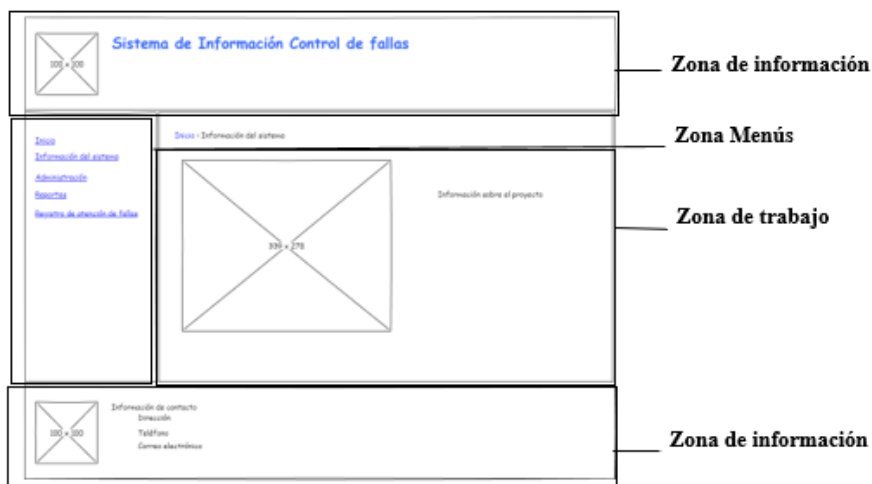 Sistema de Información Control de fallas
100 x 100
Zona de información
Zona Menús
Inicio
Información del sistema
Administración
Reportes
Registro de atención de fallas
Inicio > Información del sistema
Información sobre el proyecto
339 x 278
Zona de trabajo
100 x 100
Información de contacto
Dirección
Teléfono
Correo electrónico
Zona de información